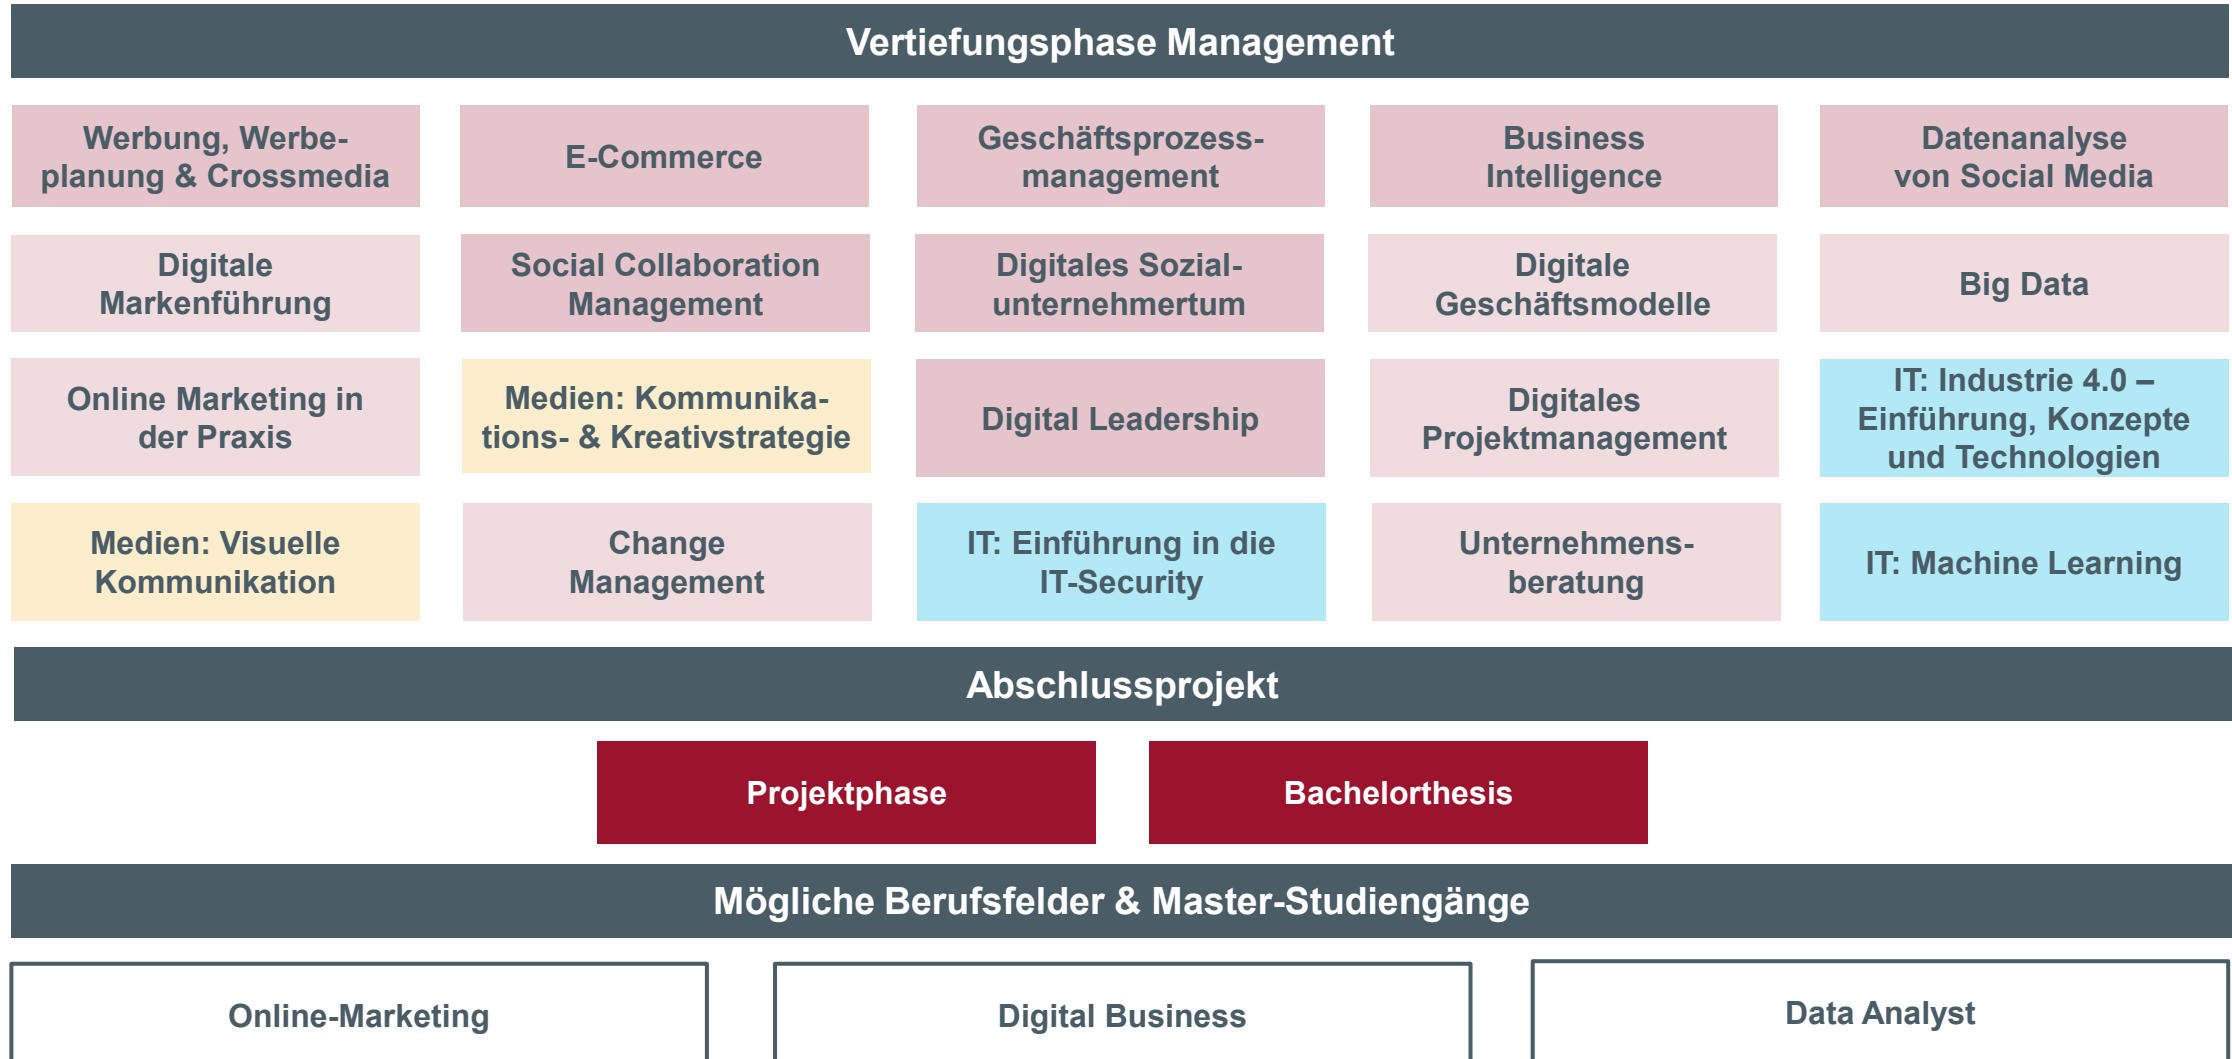 Vertiefungsphase Management
Werbung, Werbe-
planung & Crossmedia
E-Commerce
Geschäftsprozess-
management
Business
Intelligence
Datenanalyse
von Social Media
Digitale
Markenführung
Social Collaboration
Management
Digitales Sozial-
unternehmertum
Digitale
Geschäftsmodelle
Big Data
Online Marketing in
der Praxis
Medien: Kommunika-
tions- & Kreativstrategie
Digital Leadership
Digitales
Projektmanagement
IT: Industrie 4.0 –
Einführung, Konzepte
und Technologien
Medien: Visuelle
Kommunikation
Change
Management
IT: Einführung in die
IT-Security
Unternehmens-
beratung
IT: Machine Learning
Abschlussprojekt
Projektphase
Bachelorthesis
Mögliche Berufsfelder & Master-Studiengänge
Online-Marketing
Digital Business
Data Analyst